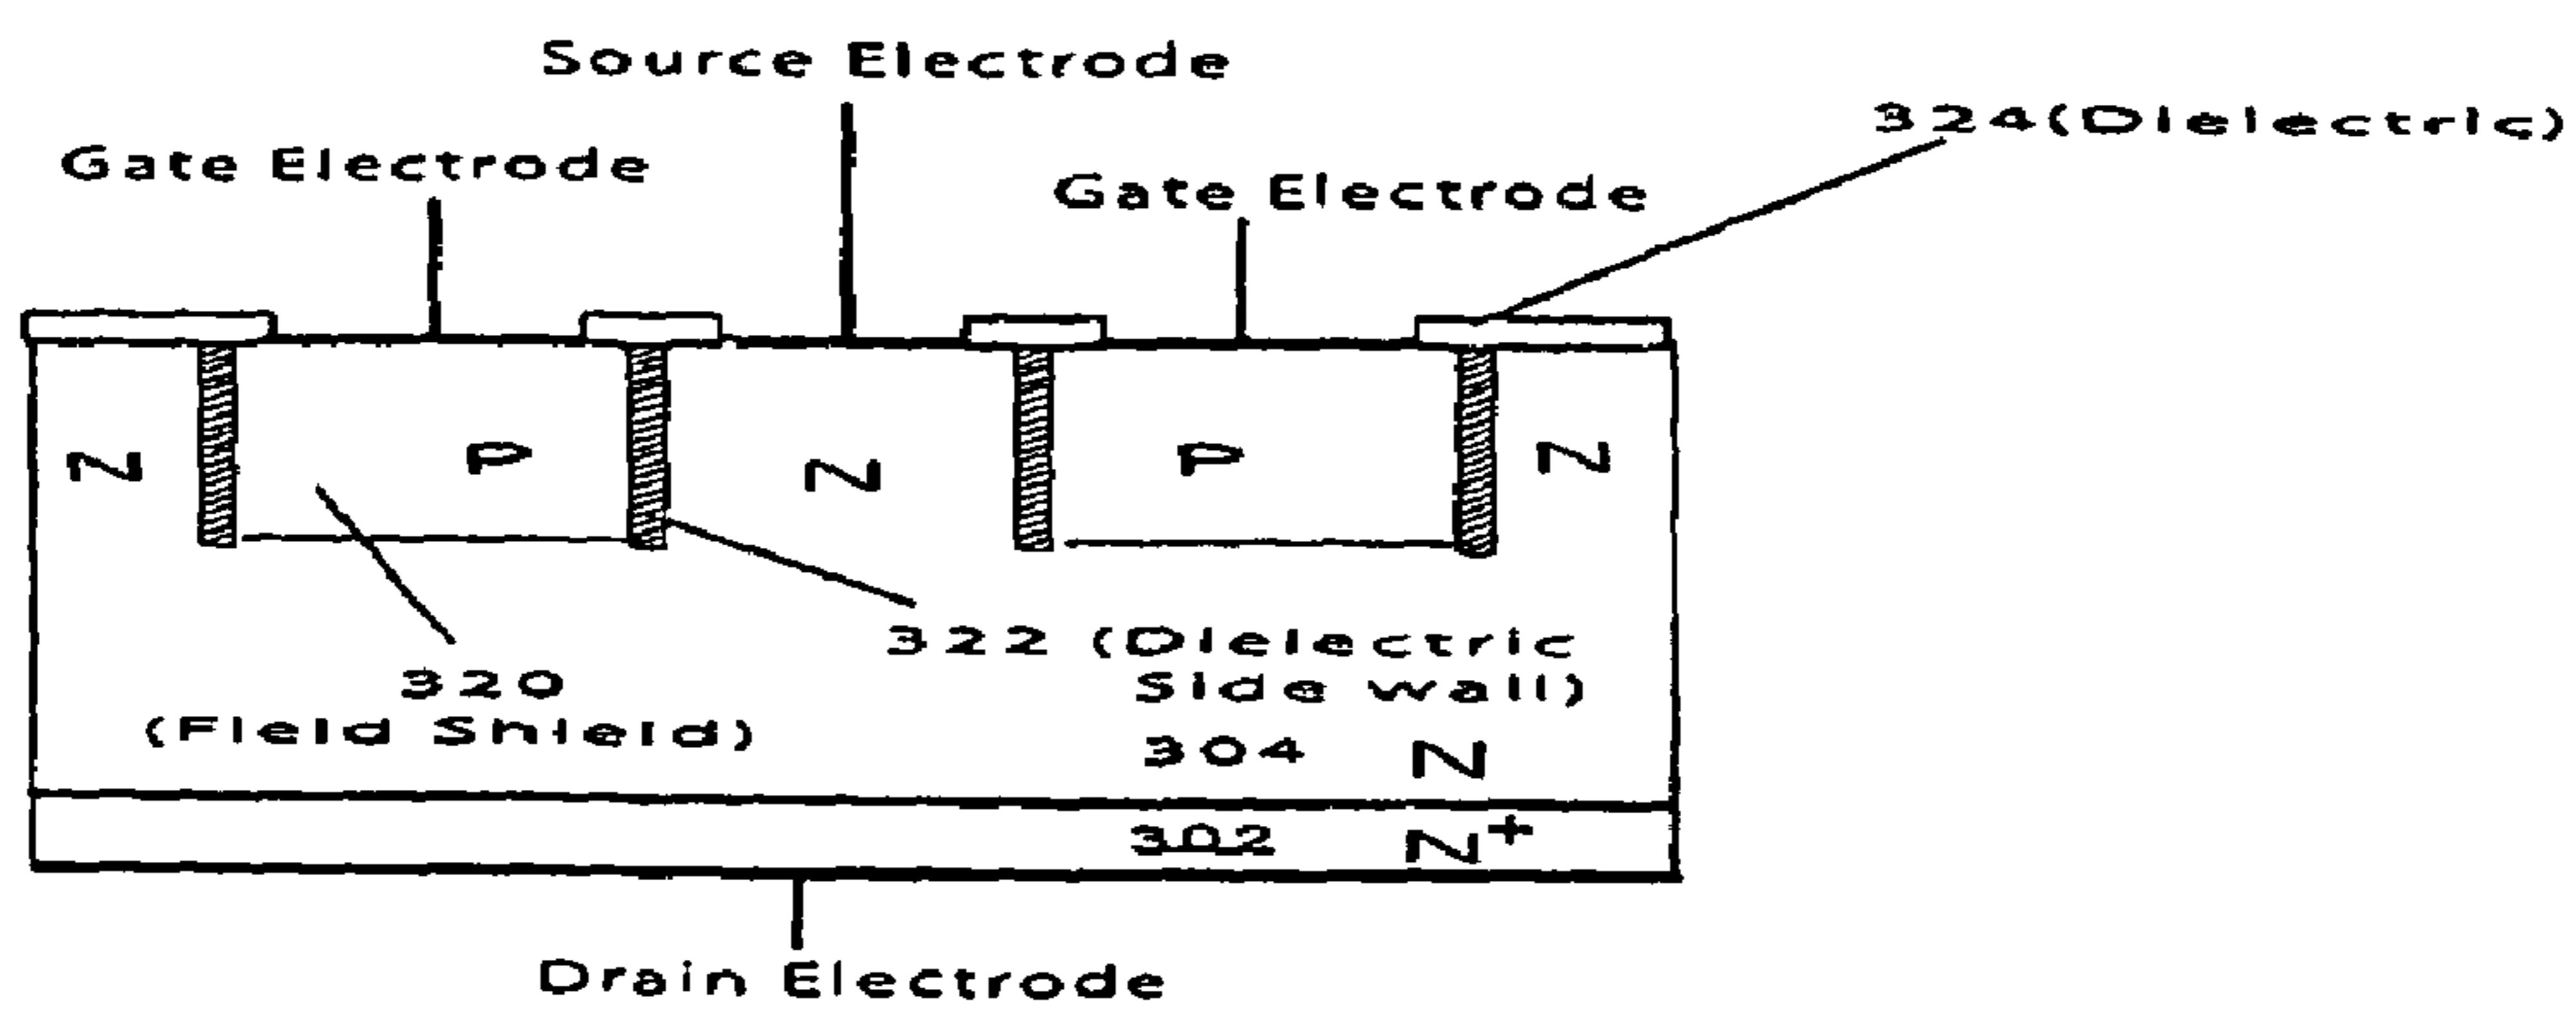 Source Electrode
324(Dielectric)
Gate Electrode
Gate Electrode
N
P
N
P
N
322 (Dielectric
Side Wall)
320
(Field Shield)
304 N
302 N+
Drain Electrode